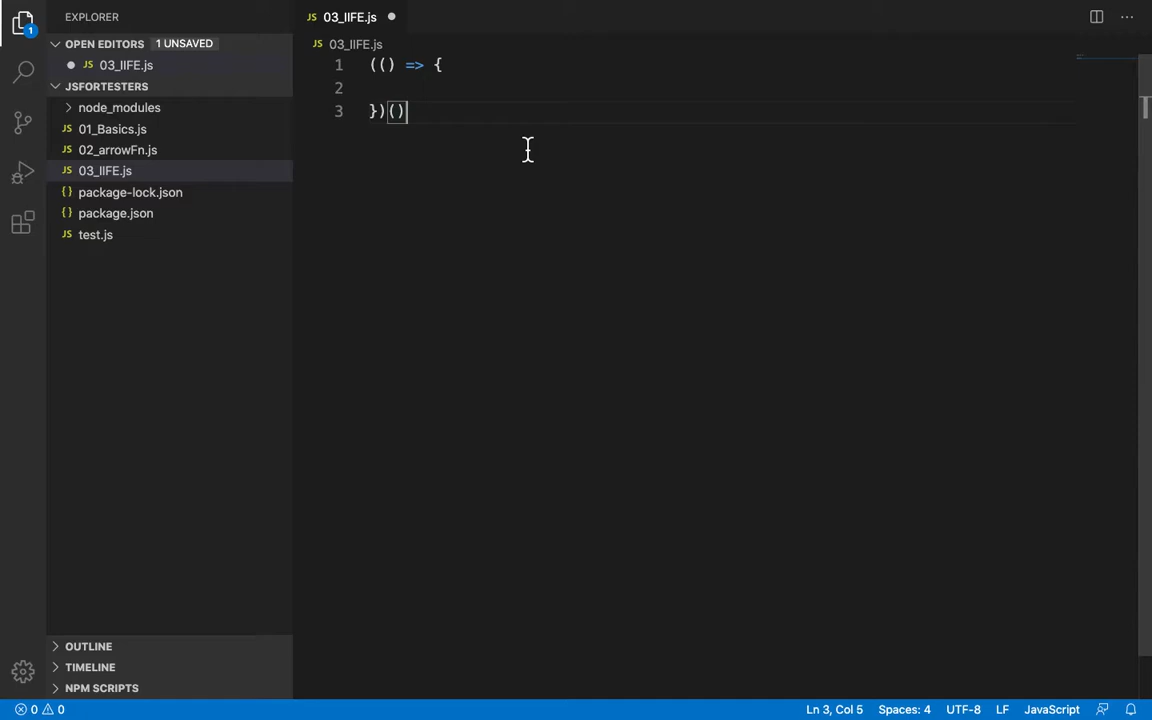 EXPLORER
1
OPEN EDITORS 1 UNSAVED
JS 03_IIFE.js
JSFORTESTERS
node_modules
JS 01_Basics.js
JS 02_arrowFn.js
JS 03_IIFE.js
{} package-lock.json
{} package.json
JS test.js
OUTLINE
TIMELINE
NPM SCRIPTS
JS 03_IIFE.js
JS 03_IIFE.js
1 (() => {
2
3 })()
0 0
Ln 3, Col 5 Spaces: 4 UTF-8 LF JavaScript